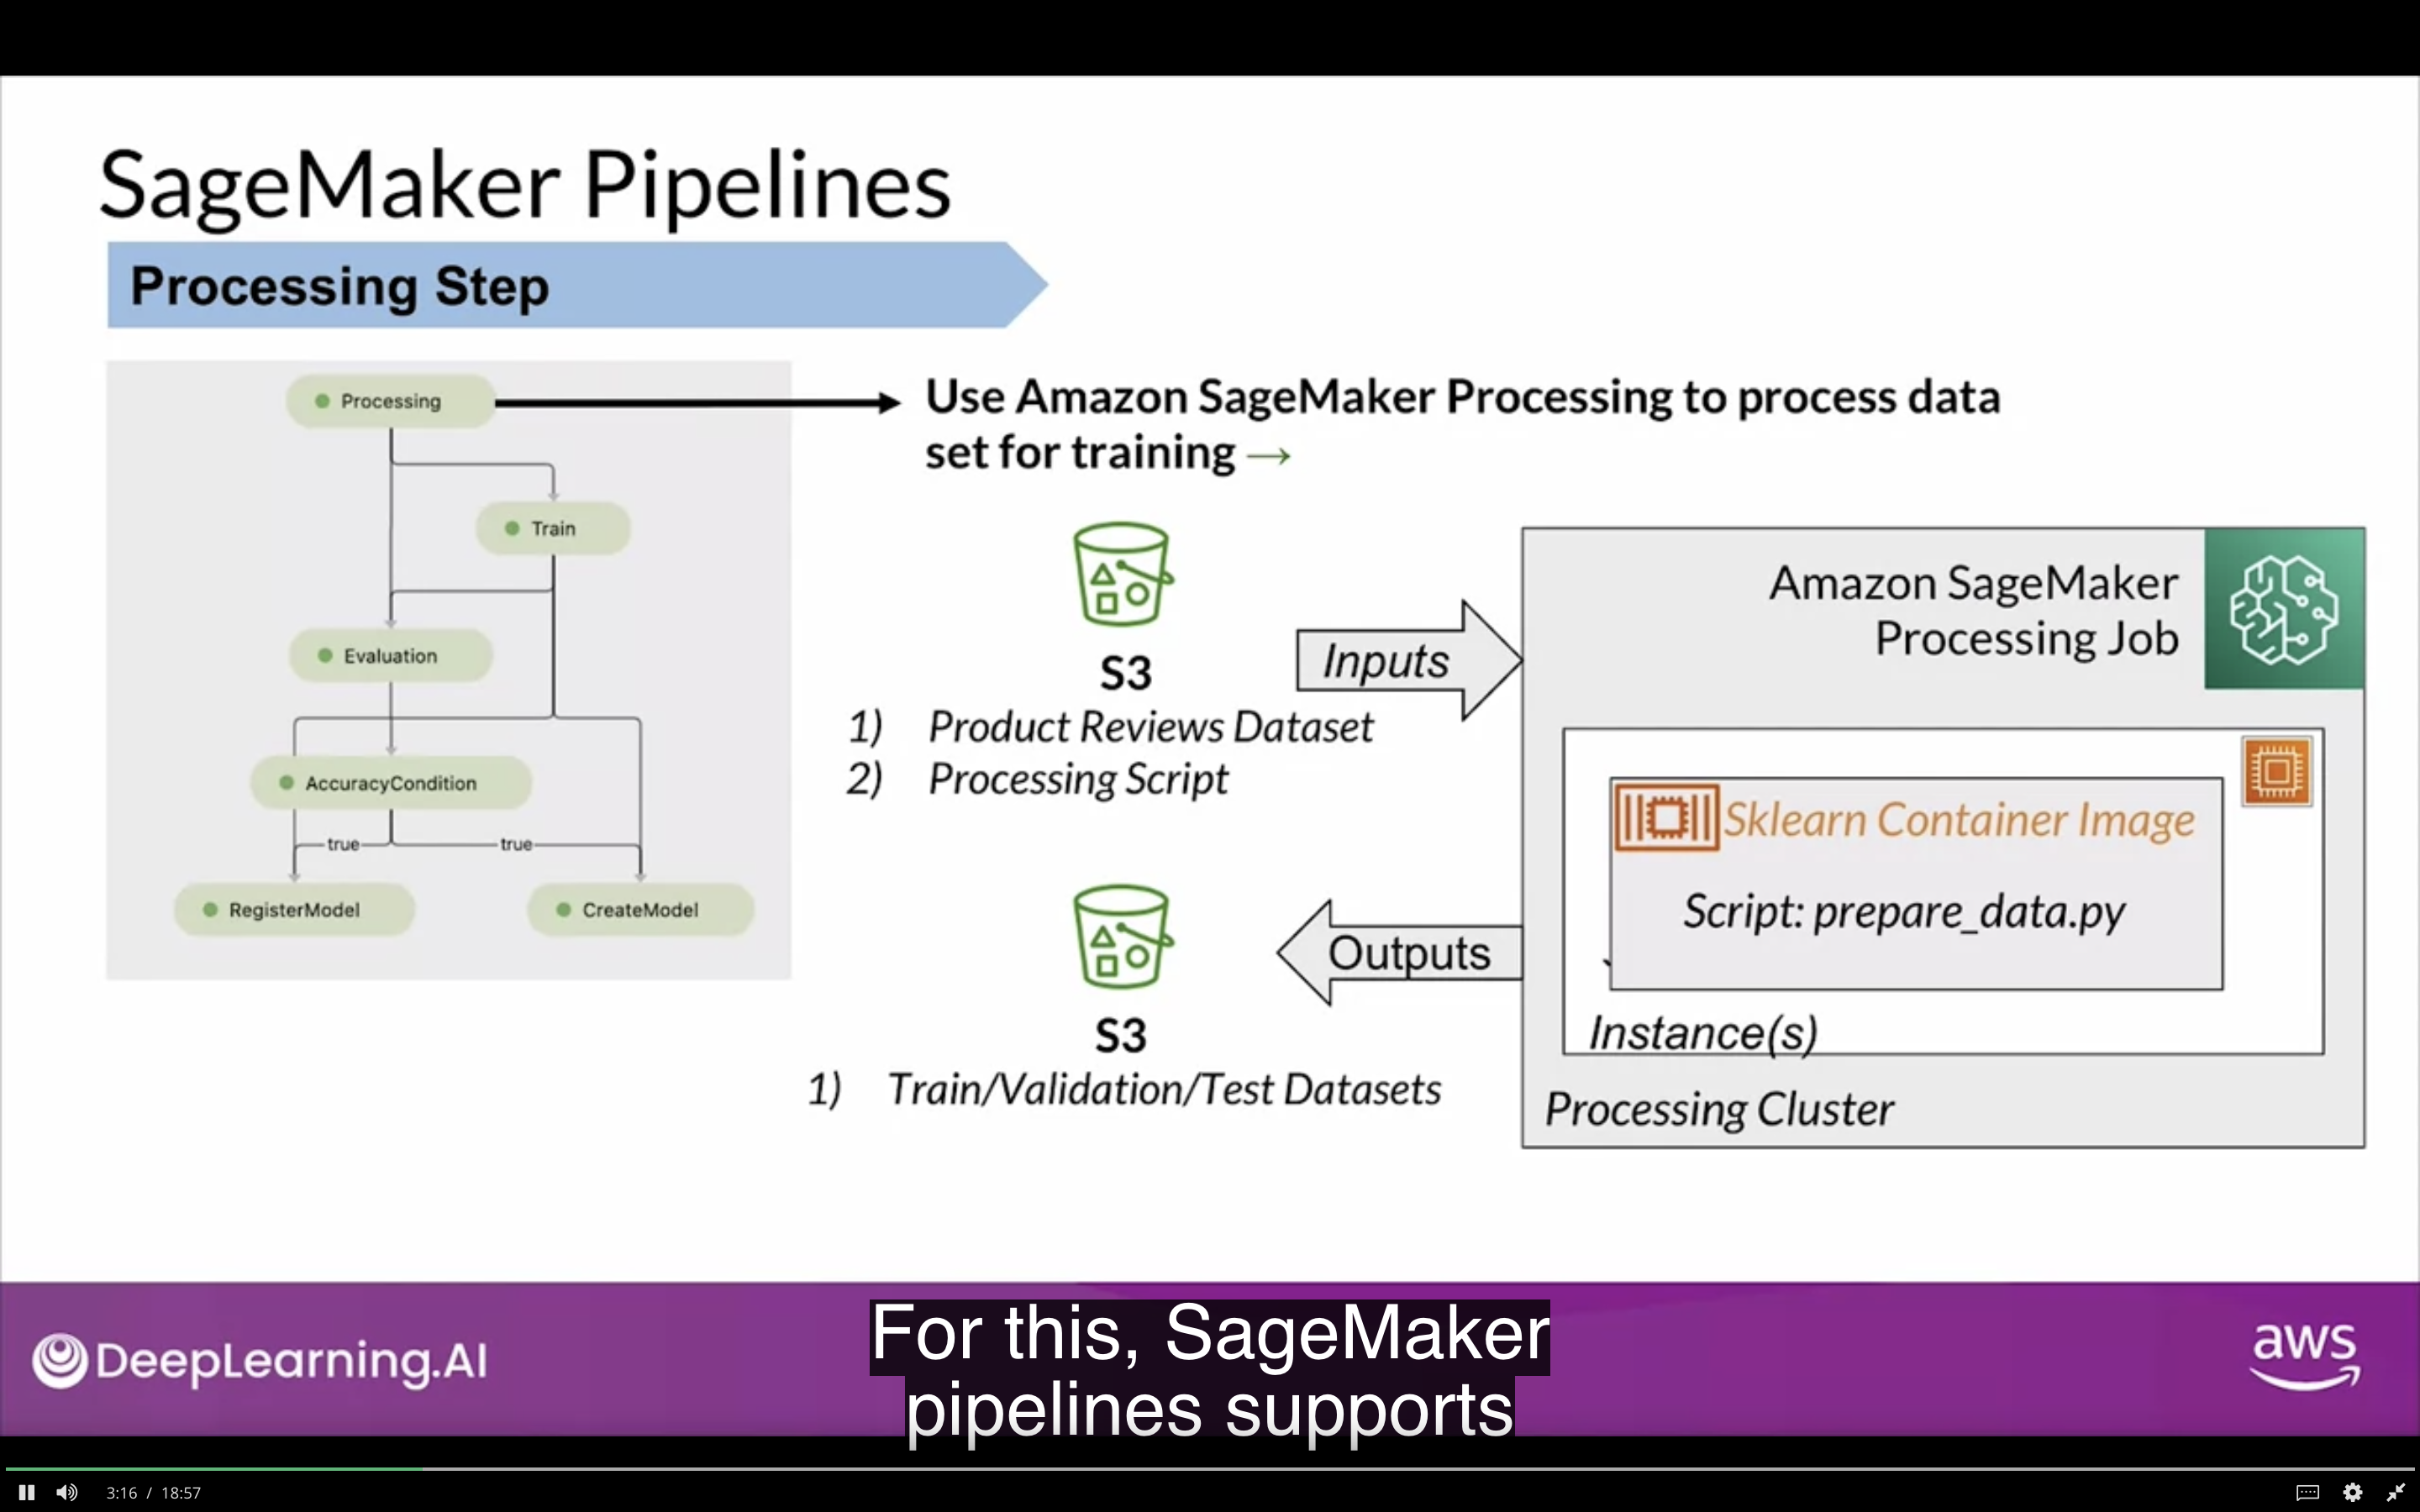 SageMaker Pipelines
Processing Step
Processing
Train
Evaluation
AccuracyCondition
true
true
RegisterModel
CreateModel
Use Amazon SageMaker Processing to process data
set for training →
S3
1) Product Reviews Dataset
2) Processing Script
Inputs
Amazon SageMaker
Processing Job
Sklearn Container Image
Script: prepare_data.py
Instance(s)
Processing Cluster
Outputs
S3
1) Train/Validation/Test Datasets
DeepLearning.AI
For this, SageMaker
pipelines supports
aws
3:16 / 18:57